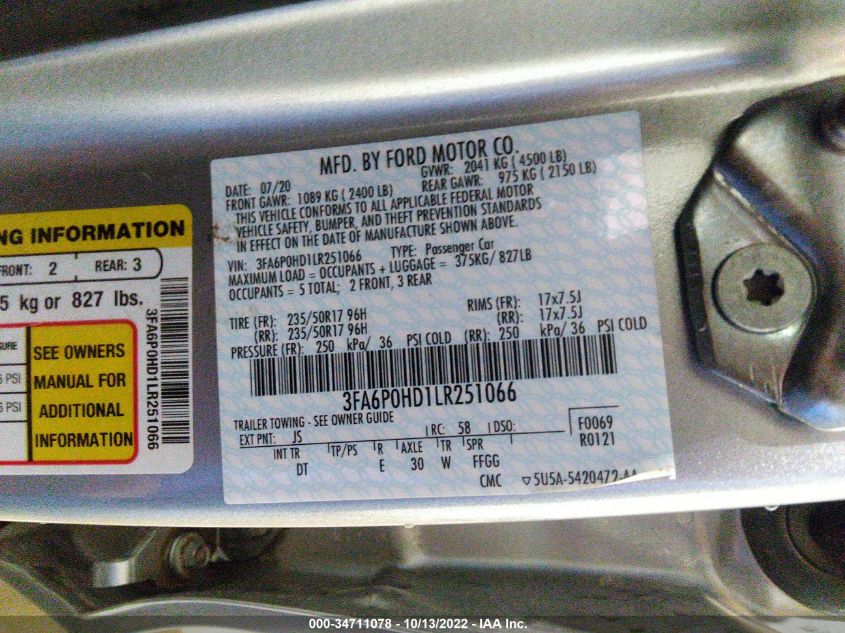 MFD. BY FORD MOTOR CO.
DATE: 07/20 GVWR: 2041 KG (4500 LB)
FRONT GAWR: 1089 KG (2400 LB) REAR GAWR: 975 KG (2150 LB)
THIS VEHICLE CONFORMS TO ALL APPLICABLE FEDERAL MOTOR
VEHICLE SAFETY, BUMPER, AND THEFT PREVENTION STANDARDS
IN EFFECT ON THE DATE OF MANUFACTURE SHOWN ABOVE.
VIN: 3FA6P0HD1LR251066 TYPE: Passenger Car
MAXIMUM LOAD = OCCUPANTS + LUGGAGE = 375KG/ 827LB
OCCUPANTS = 5 TOTAL; 2 FRONT, 3 REAR
TIRE (FR): 235/50R17 96H RIMS (FR): 17x7.5J
(RR): 235/50R17 96H (RR): 17x7.5J
PRESSURE (FR): 250 kPa/ 36 PSI COLD (RR): 250 kPa/ 36 PSI COLD
3FA6P0HD1LR251066
TRAILER TOWING - SEE OWNER GUIDE
EXT PNT: JS RC: 58 DSO: F0069
INT TR TP/PS R AXLE TR SPR R0121
DT E 30 W FFGG
CMC ▽5U5A-5420472-AA
NG INFORMATION
FRONT: 2 REAR: 3
5 kg or 827 lbs.
SURE
PSI
PSI
SEE OWNERS
MANUAL FOR
ADDITIONAL
INFORMATION
3FA6P0HD1LR251066
000-34711078 - 10/13/2022 - IAA Inc.